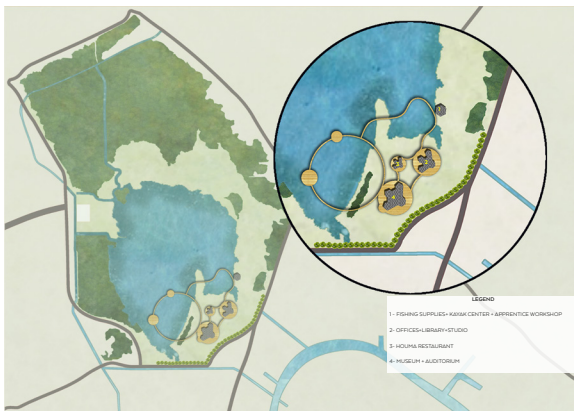 LEGEND
1 - FISHING SUPPLIES+ KAYAK CENTER + APPRENTICE WORKSHOP
2- OFFICES+LIBRARY+STUDIO
3- HOUMA RESTAURANT
4- MUSEUM + AUDITORIUM